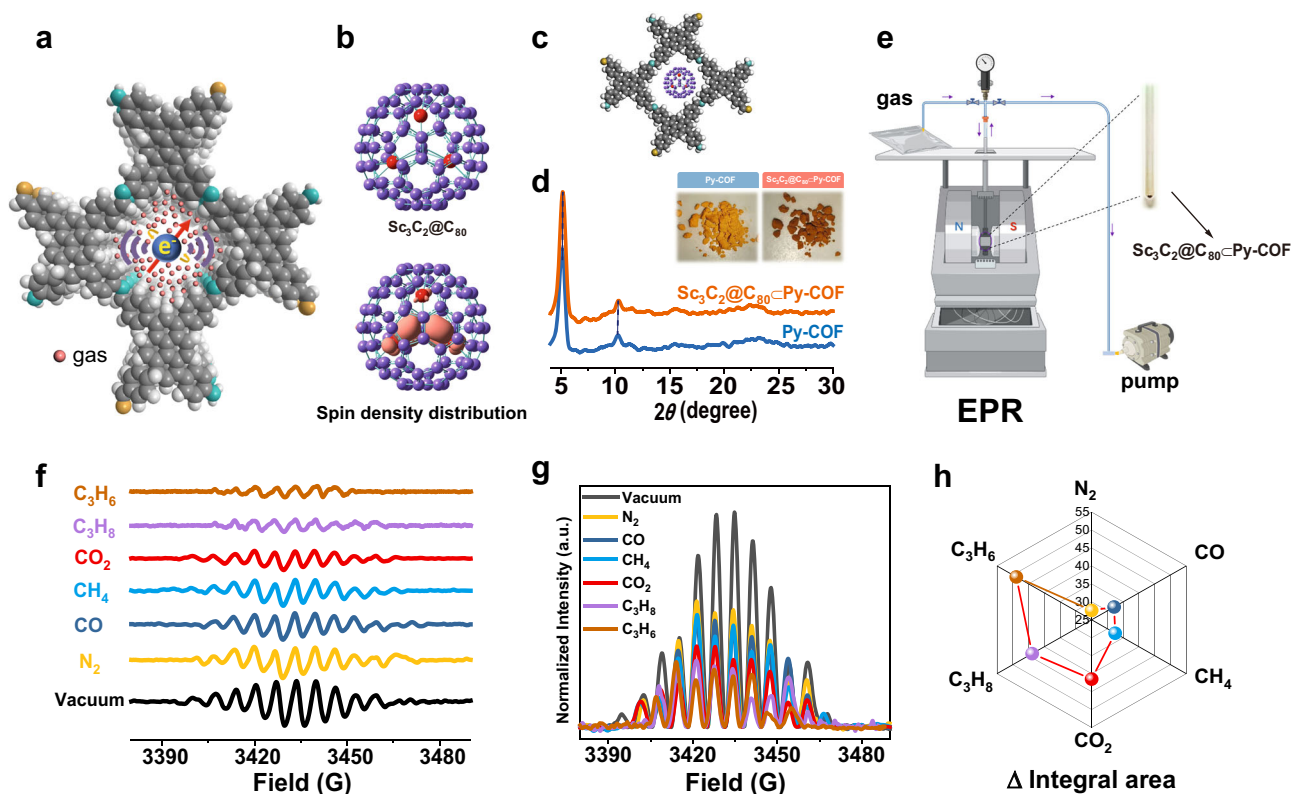 a
e⁻
gas
b
Sc₃C₂@C₈₀
Spin density distribution
c
d
Py-COF
Sc₃C₂@C₈₀⊂Py-COF
Sc₃C₂@C₈₀⊂Py-COF
Py-COF
5 10 15 20 25 30
2θ (degree)
e
gas
N S
Sc₃C₂@C₈₀⊂Py-COF
pump
EPR
f
C₃H₆
C₃H₈
CO₂
CH₄
CO
N₂
Vacuum
3390 3420 3450 3480
Field (G)
g
Normalized Intensity (a.u.)
Vacuum
N₂
CO
CH₄
CO₂
C₃H₈
C₃H₆
3390 3420 3450 3480
Field (G)
h
N₂
55
50
45
40
35
30
25
C₃H₆
CO
C₃H₈
CH₄
CO₂
Δ Integral area